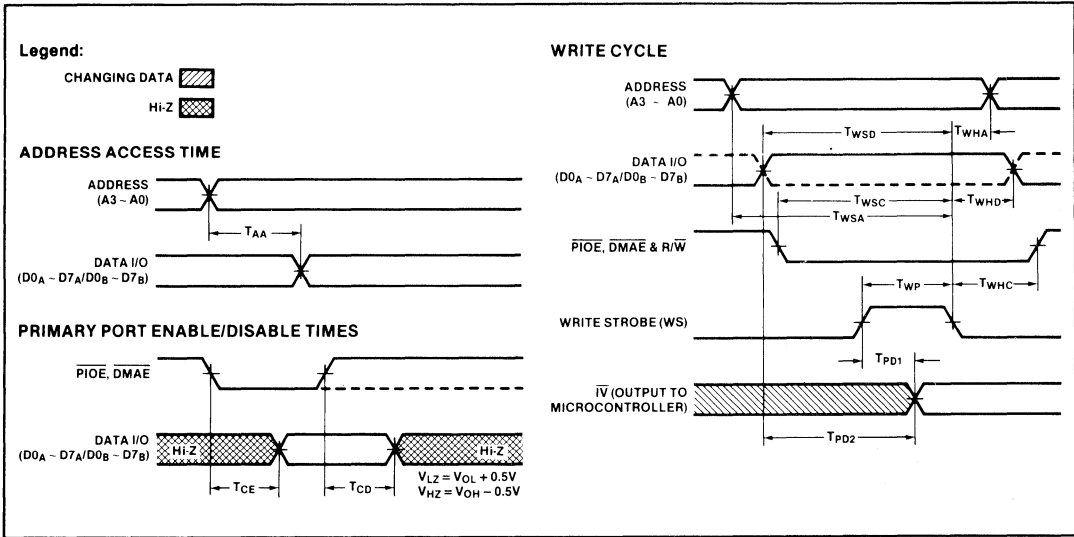 Legend:
CHANGING DATA
Hi-Z
ADDRESS ACCESS TIME
ADDRESS
(A3 ~ A0)
TAA
DATA I/O
(D0A ~ D7A/D0B ~ D7B)
PRIMARY PORT ENABLE/DISABLE TIMES
PIOE, DMAE
DATA I/O
(D0A ~ D7A/D0B ~ D7B)
Hi-Z
Hi-Z
TCE
TCD
VLZ = VOL + 0.5V
VHZ = VOH − 0.5V
WRITE CYCLE
ADDRESS
(A3 ~ A0)
TWSD
TWHA
DATA I/O
(D0A ~ D7A/D0B ~ D7B)
TWSC
TWHD
TWSA
PIOE, DMAE & R/W
TWP
TWHC
WRITE STROBE (WS)
TPD1
IV (OUTPUT TO
MICROCONTROLLER)
TPD2